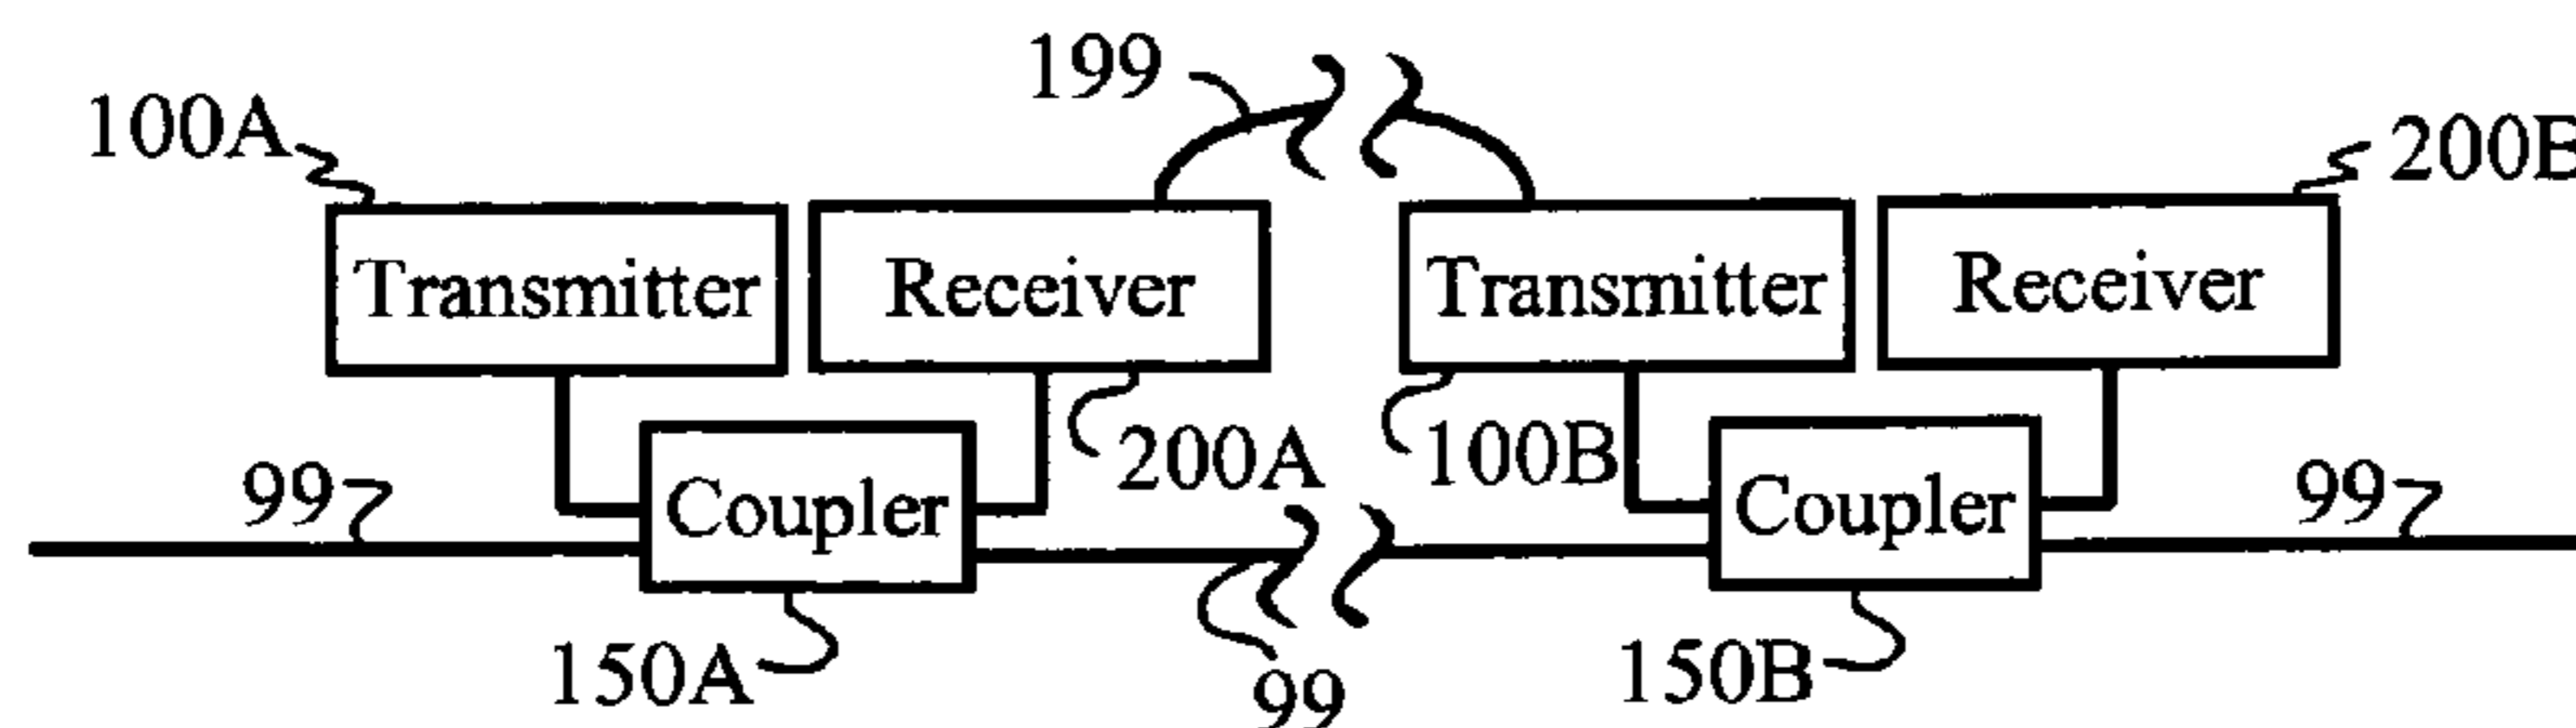 199
100A
200B
Transmitter
Receiver
Transmitter
Receiver
200A
100B
99
Coupler
Coupler
99
150A
99
150B